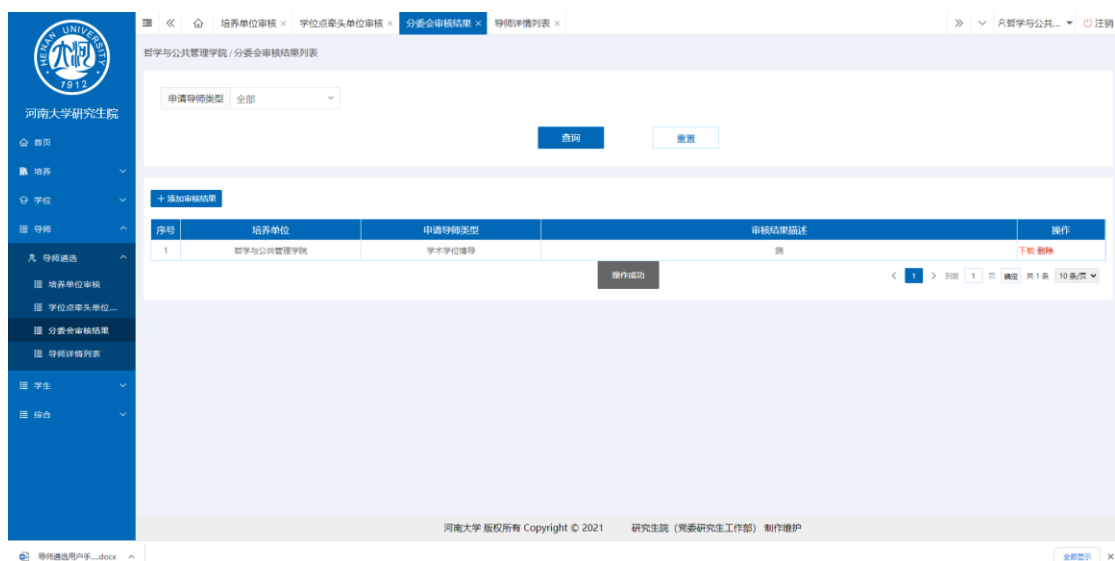 HENAN UNIVERSITY
1912
河南大学研究生院
首页
培养
学位
导师
导师遴选
培养单位审核
学位点牵头单位...
分委会审核结果
导师详情列表
学生
综合
培养单位审核 × 学位点牵头单位审核 × 分委会审核结果 × 导师详情列表 ×
哲学与公共... 注销
哲学与公共管理学院/分委会审核结果列表
申请导师类型 全部
查询 重置
+ 添加审核结果
序号 培养单位 申请导师类型 审核结果描述 操作
1 哲学与公共管理学院 学术学位博导 测 下载 删除
操作成功
< 1 > 到第 1 页 确定 共 1 条 10 条/页
河南大学 版权所有 Copyright © 2021 研究生院（党委研究生工作部）制作维护
导师遴选用户手....docx 全部显示 ×